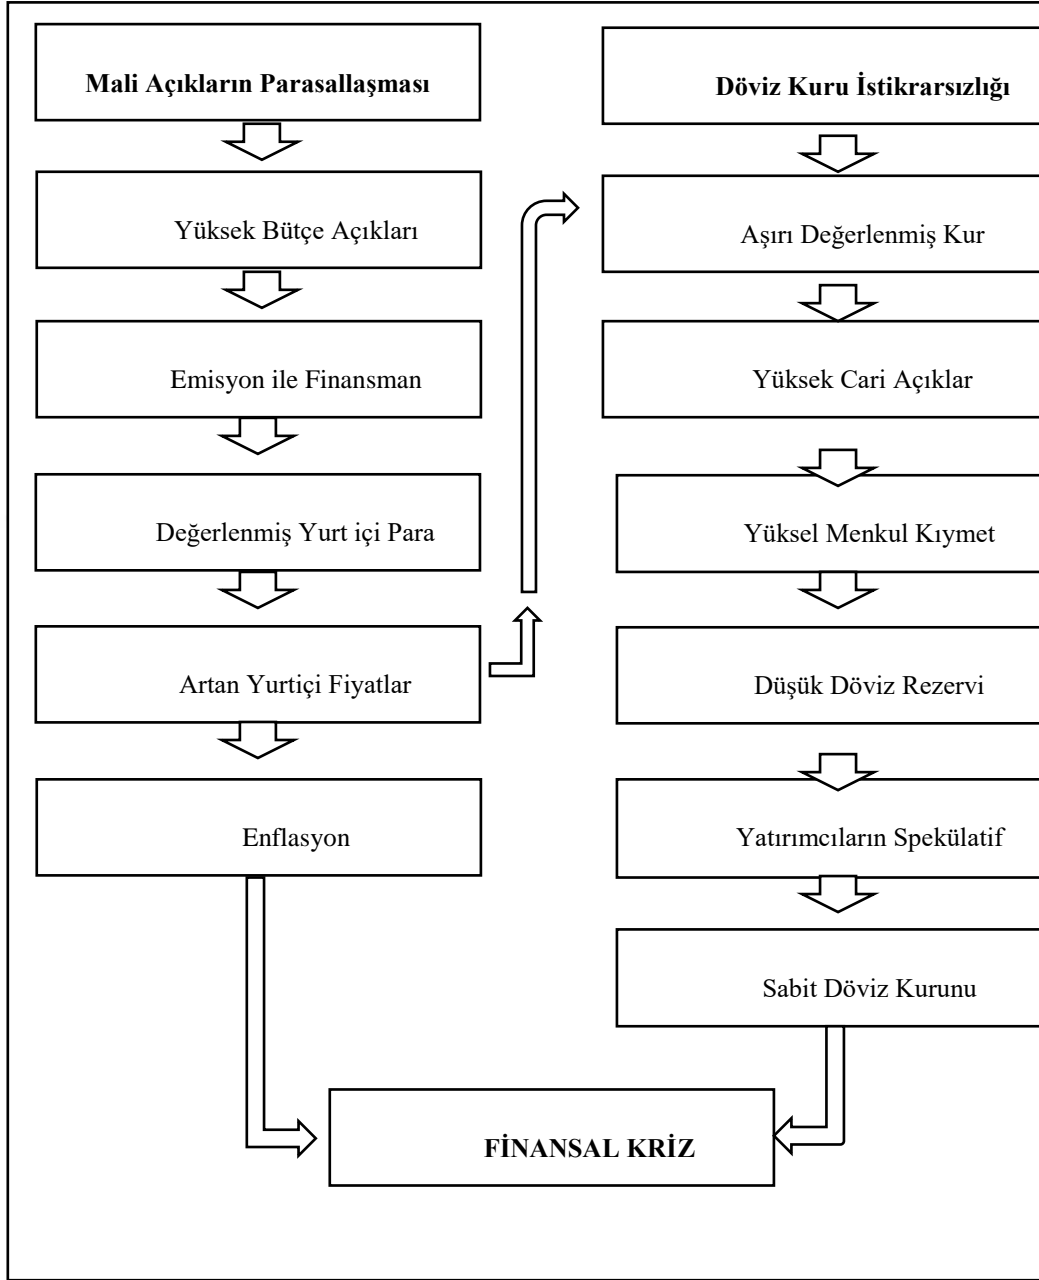 Mali Açıkların Parasallaşması
Yüksek Bütçe Açıkları
Emisyon ile Finansman
Değerlenmiş Yurt içi Para
Artan Yurtiçi Fiyatlar
Enflasyon
Döviz Kuru İstikrarsızlığı
Aşırı Değerlenmiş Kur
Yüksek Cari Açıklar
Yüksel Menkul Kıymet
Düşük Döviz Rezervi
Yatırımcıların Spekülatif
Sabit Döviz Kurunu
FİNANSAL KRİZ